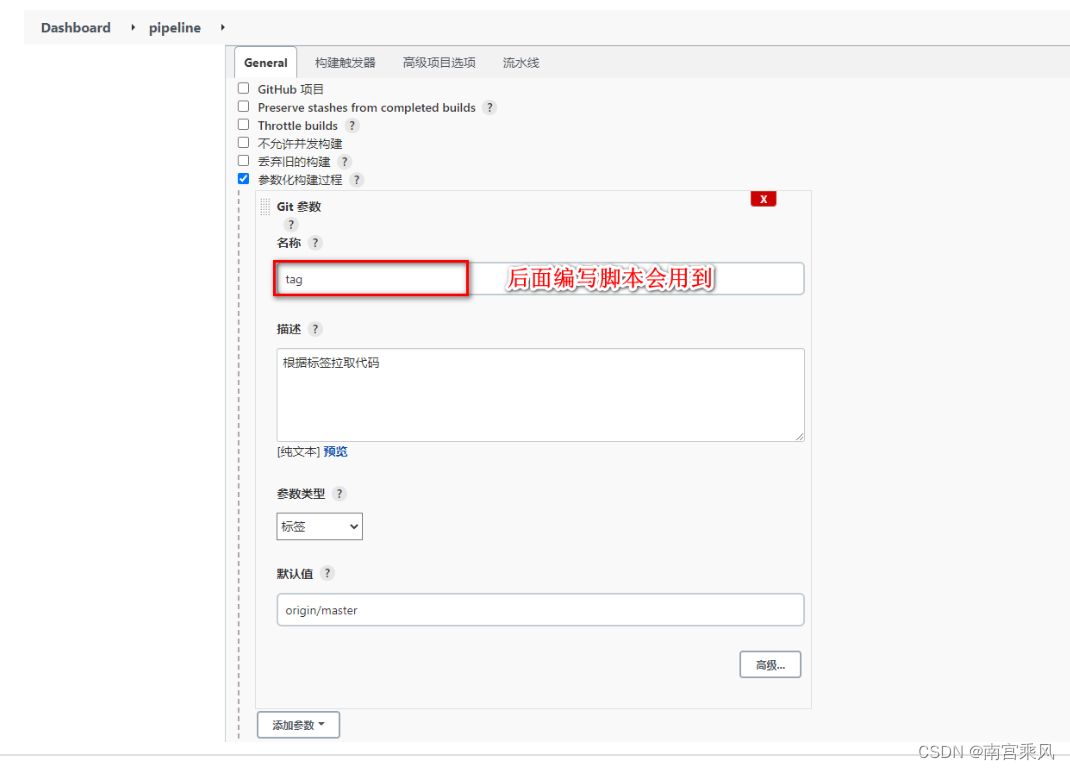 Dashboard pipeline
General 构建触发器 高级项目选项 流水线
GitHub 项目
Preserve stashes from completed builds ?
Throttle builds ?
不允许并发构建
丢弃旧的构建 ?
参数化构建过程 ?
Git 参数
X
?
名称 ?
tag
后面编写脚本会用到
描述 ?
根据标签拉取代码
[纯文本] 预览
参数类型 ?
标签
默认值 ?
origin/master
高级...
添加参数
CSDN @南宫乘风